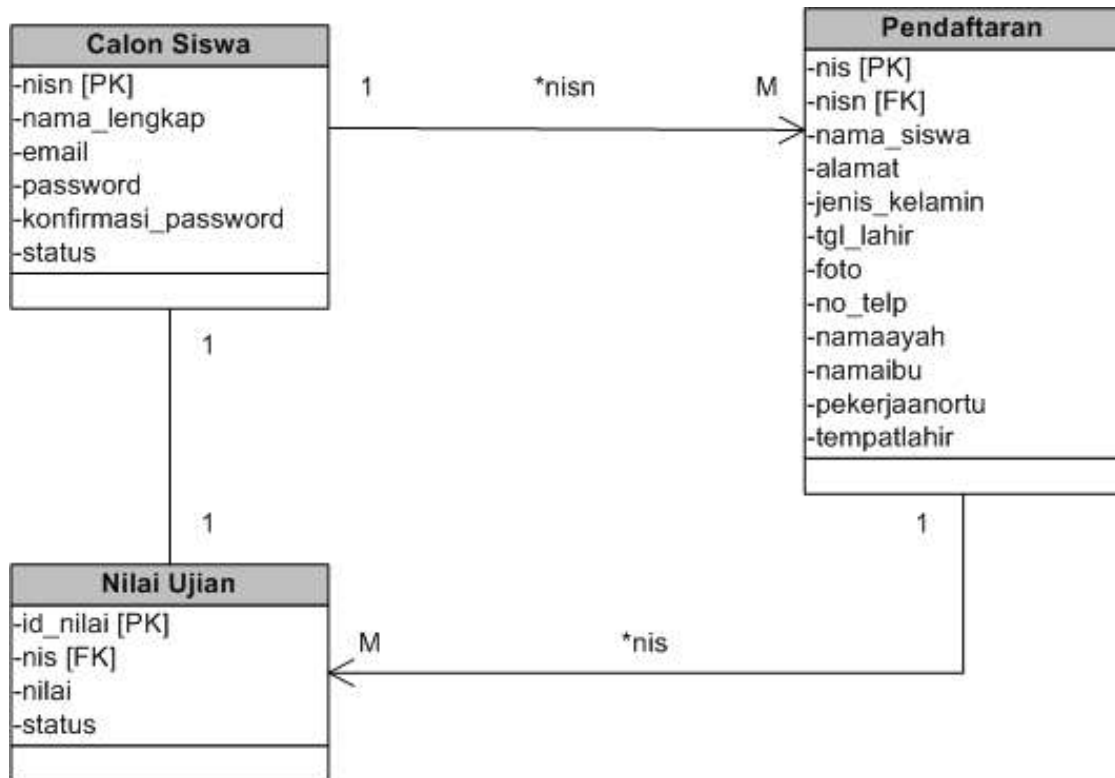 Calon Siswa
-nisn [PK]
-nama_lengkap
-email
-password
-konfirmasi_password
-status
1 *nisn M
Pendaftaran
-nis [PK]
-nisn [FK]
-nama_siswa
-alamat
-jenis_kelamin
-tgl_lahir
-foto
-no_telp
-namaayah
-namaibu
-pekerjaanortu
-tempatlahir
1
1
1
Nilai Ujian
-id_nilai [PK]
-nis [FK]
-nilai
-status
M *nis